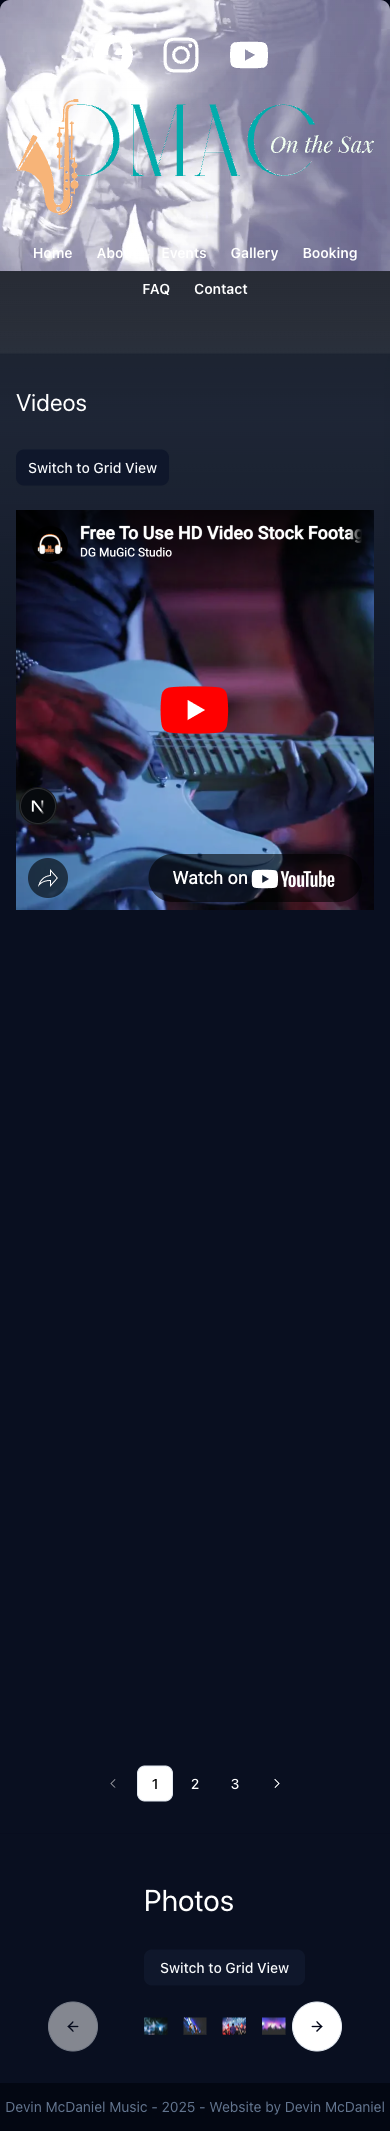 DMAC
On the Sax
Home About Events Gallery Booking
FAQ Contact
Videos
Switch to Grid View
Free To Use HD Video Stock Footag
DG MuGiC Studio
N
Watch on YouTube
1 2 3
Photos
Switch to Grid View
Devin McDaniel Music - 2025 - Website by Devin McDaniel